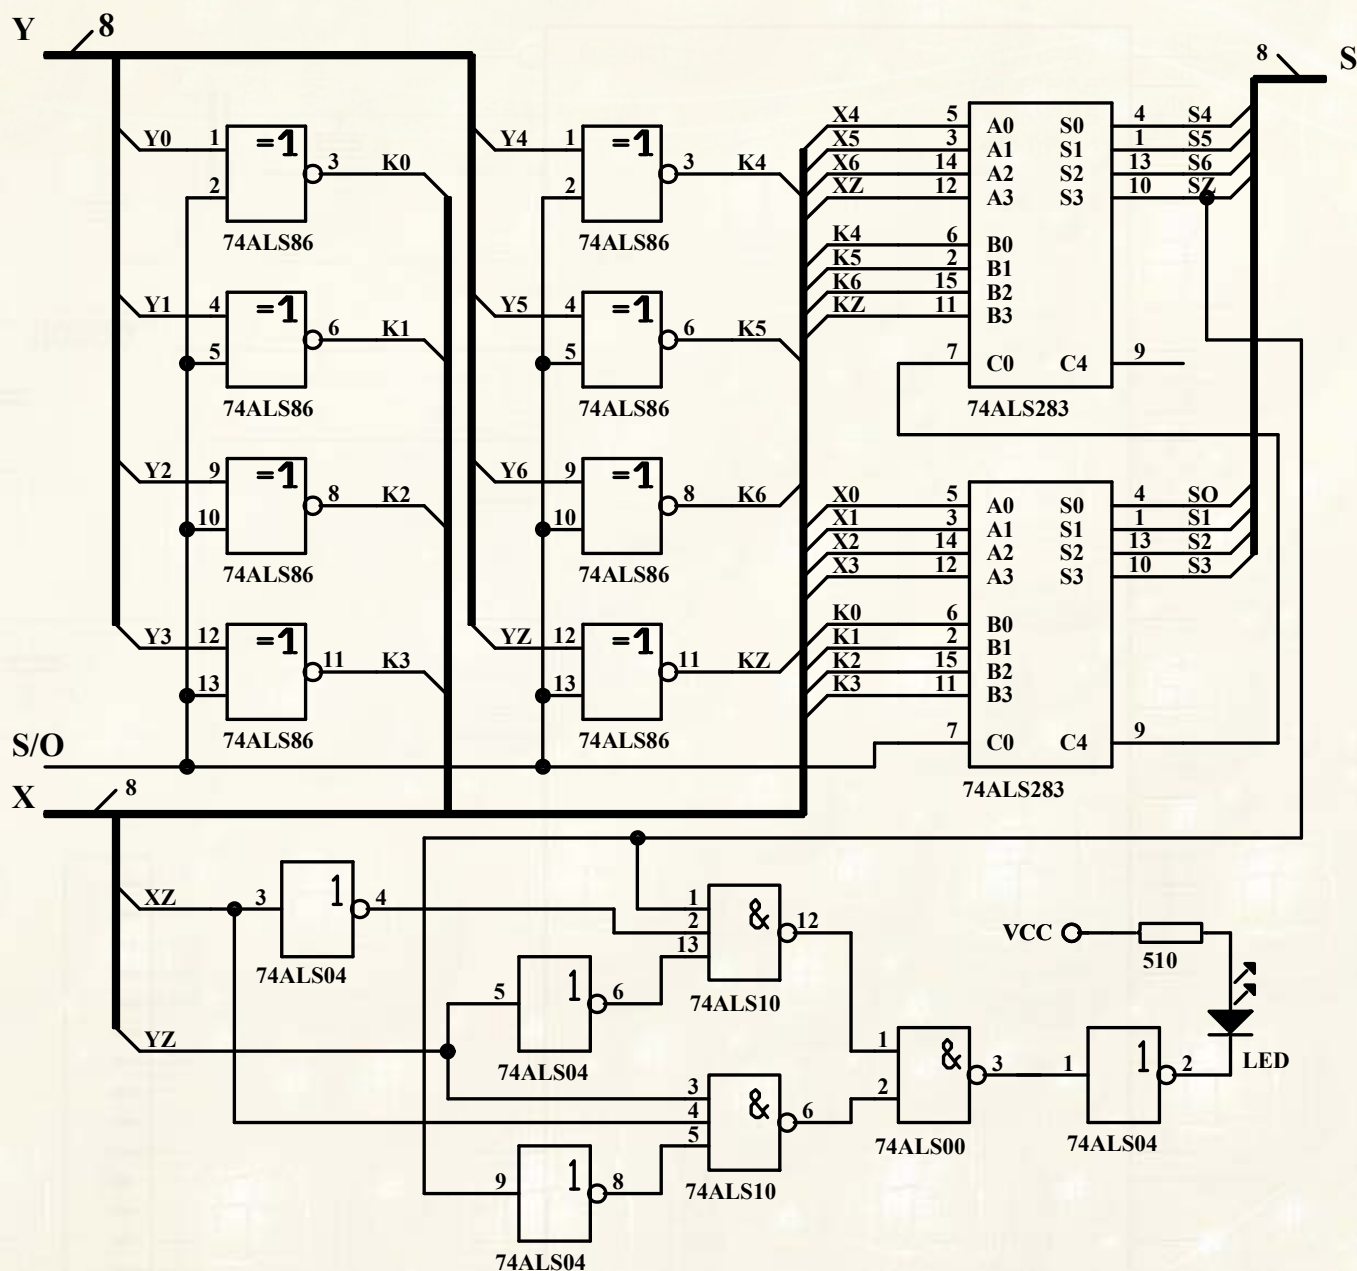 Y 8
8 S
Y0 1 =1 3 K0
2
74ALS86
Y4 1 =1 3 K4
2
74ALS86
X4 5 A0 S0 4 S4
X5 3 A1 S1 1 S5
X6 14 A2 S2 13 S6
XZ 12 A3 S3 10 SZ
K4 6 B0
K5 2 B1
K6 15 B2
KZ 11 B3
7 C0 C4 9
74ALS283
Y1 4 =1 6 K1
5
74ALS86
Y5 4 =1 6 K5
5
74ALS86
Y2 9 =1 8 K2
10
74ALS86
Y6 9 =1 8 K6
10
74ALS86
X0 5 A0 S0 4 SO
X1 3 A1 S1 1 S1
X2 14 A2 S2 13 S2
X3 12 A3 S3 10 S3
K0 6 B0
K1 2 B1
K2 15 B2
K3 11 B3
7 C0 C4 9
74ALS283
Y3 12 =1 11 K3
13
74ALS86
YZ 12 =1 11 KZ
13
74ALS86
S/O
X 8
XZ 3 1 4
74ALS04
1 & 12
2
13
74ALS10
5 1 6
74ALS04
YZ
3 & 6
4
5
74ALS10
9 1 8
74ALS04
1 & 3
2
74ALS00
1 1 2
74ALS04
VCC
510
LED